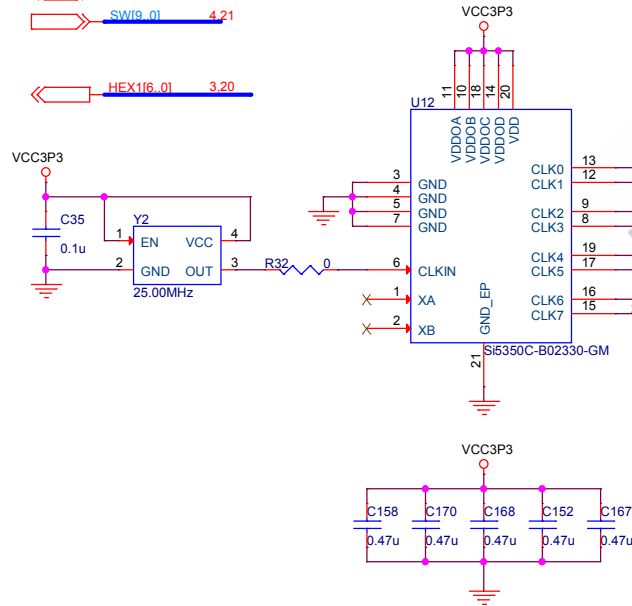 SW[9..0] 4,21
HEX1[6..0] 3,20
VCC3P3
U12
11 10 18 14 20
VDDOA VDDOB VDDOC VDDOD VDD
3 GND
4 GND
5 GND
7 GND
CLK0 13
CLK1 12
CLK2 9
CLK3 8
CLK4 19
CLK5 17
CLK6 16
CLK7 15
6 CLKIN
1 XA
2 XB
GND_EP
21
Si5350C-B02330-GM
VCC3P3
C35
0.1u
Y2
1 EN VCC 4
2 GND OUT 3
25.00MHz
R32 0
VCC3P3
C158 C170 C168 C152 C167
0.47u 0.47u 0.47u 0.47u 0.47u